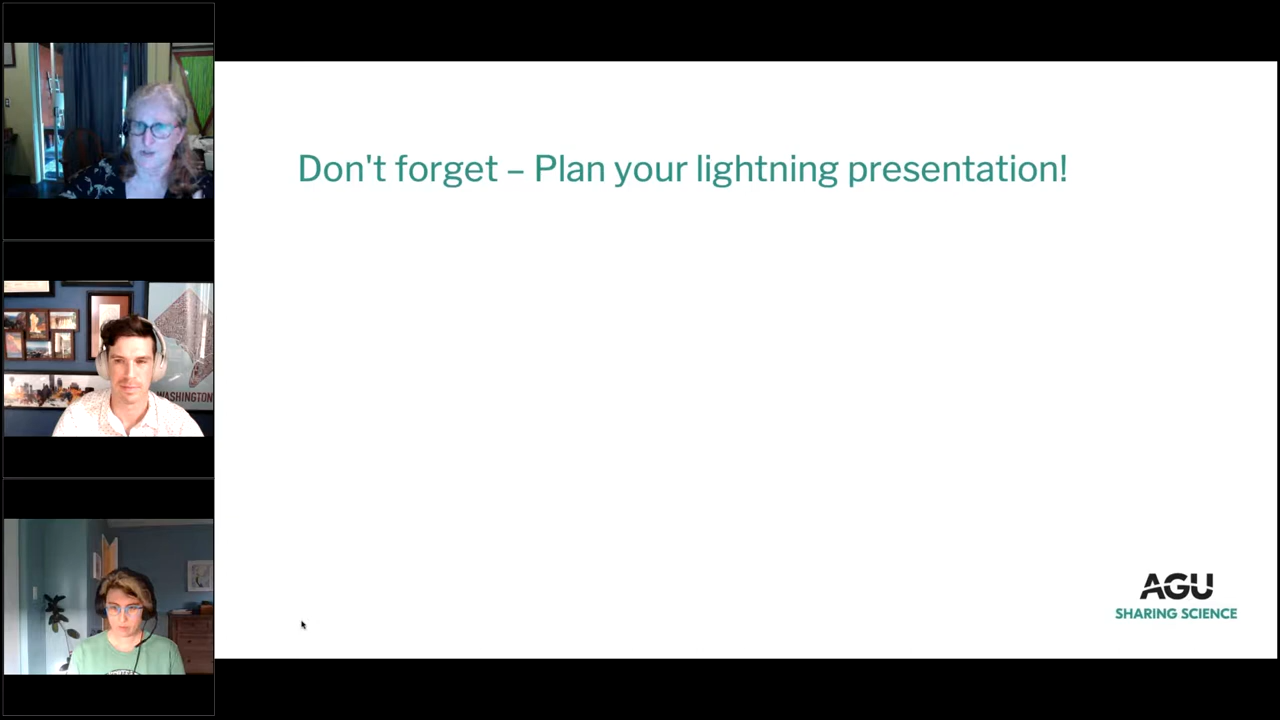 Don't forget – Plan your lightning presentation!
WASHINGTON
AGU
SHARING SCIENCE